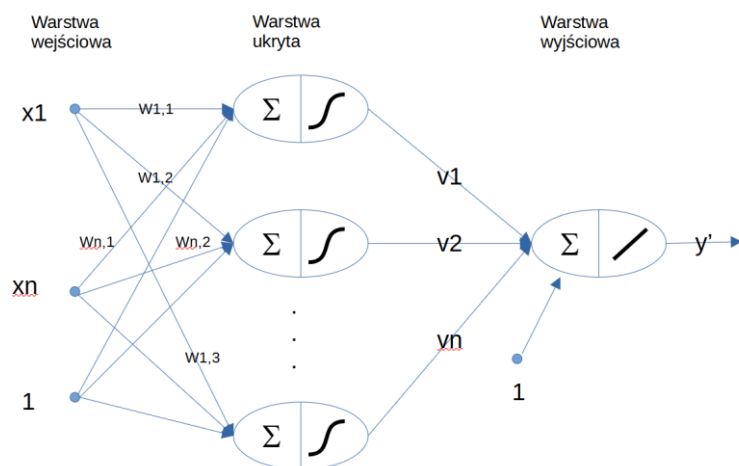 Warstwa
wejściowa
Warstwa
ukryta
Warstwa
wyjściowa
x1
W1,1
Σ
v1
W1,2
Wn,1
Wn,2
Σ
v2
Σ
y'
xn
.
.
.
W1,3
vn
1
1
Σ